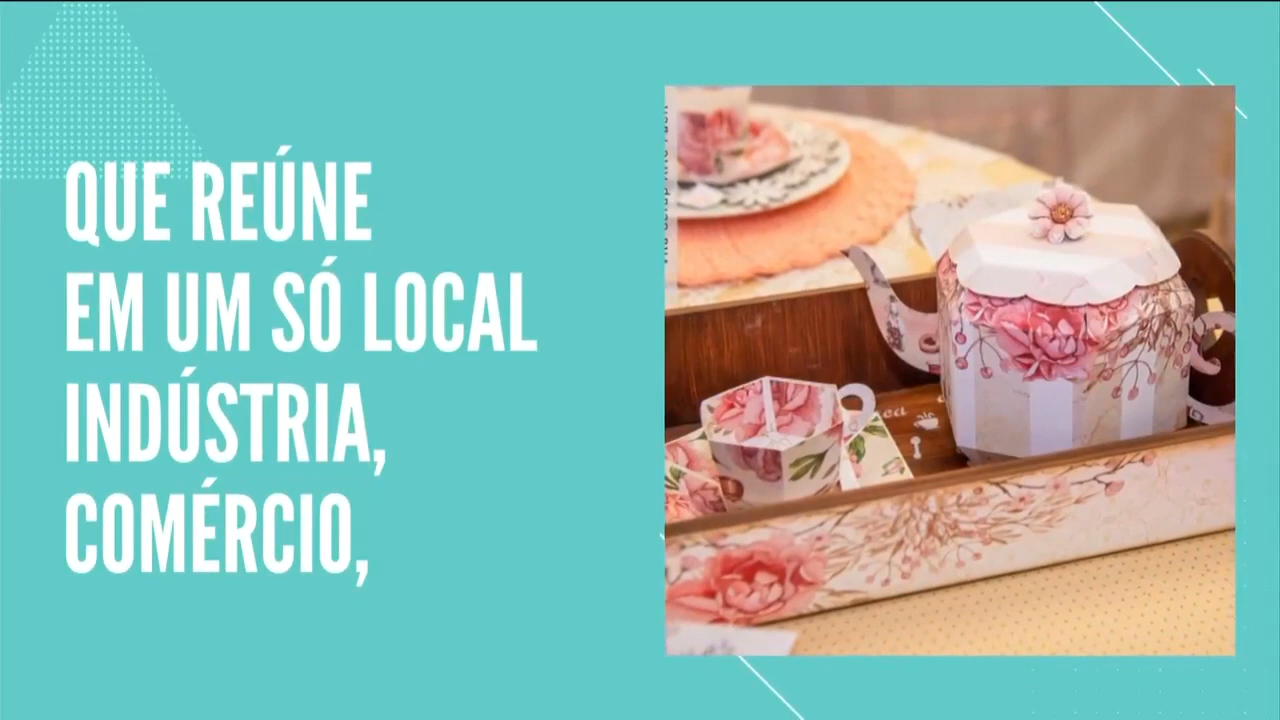 QUE REÚNE
EM UM SÓ LOCAL
INDÚSTRIA,
COMÉRCIO,